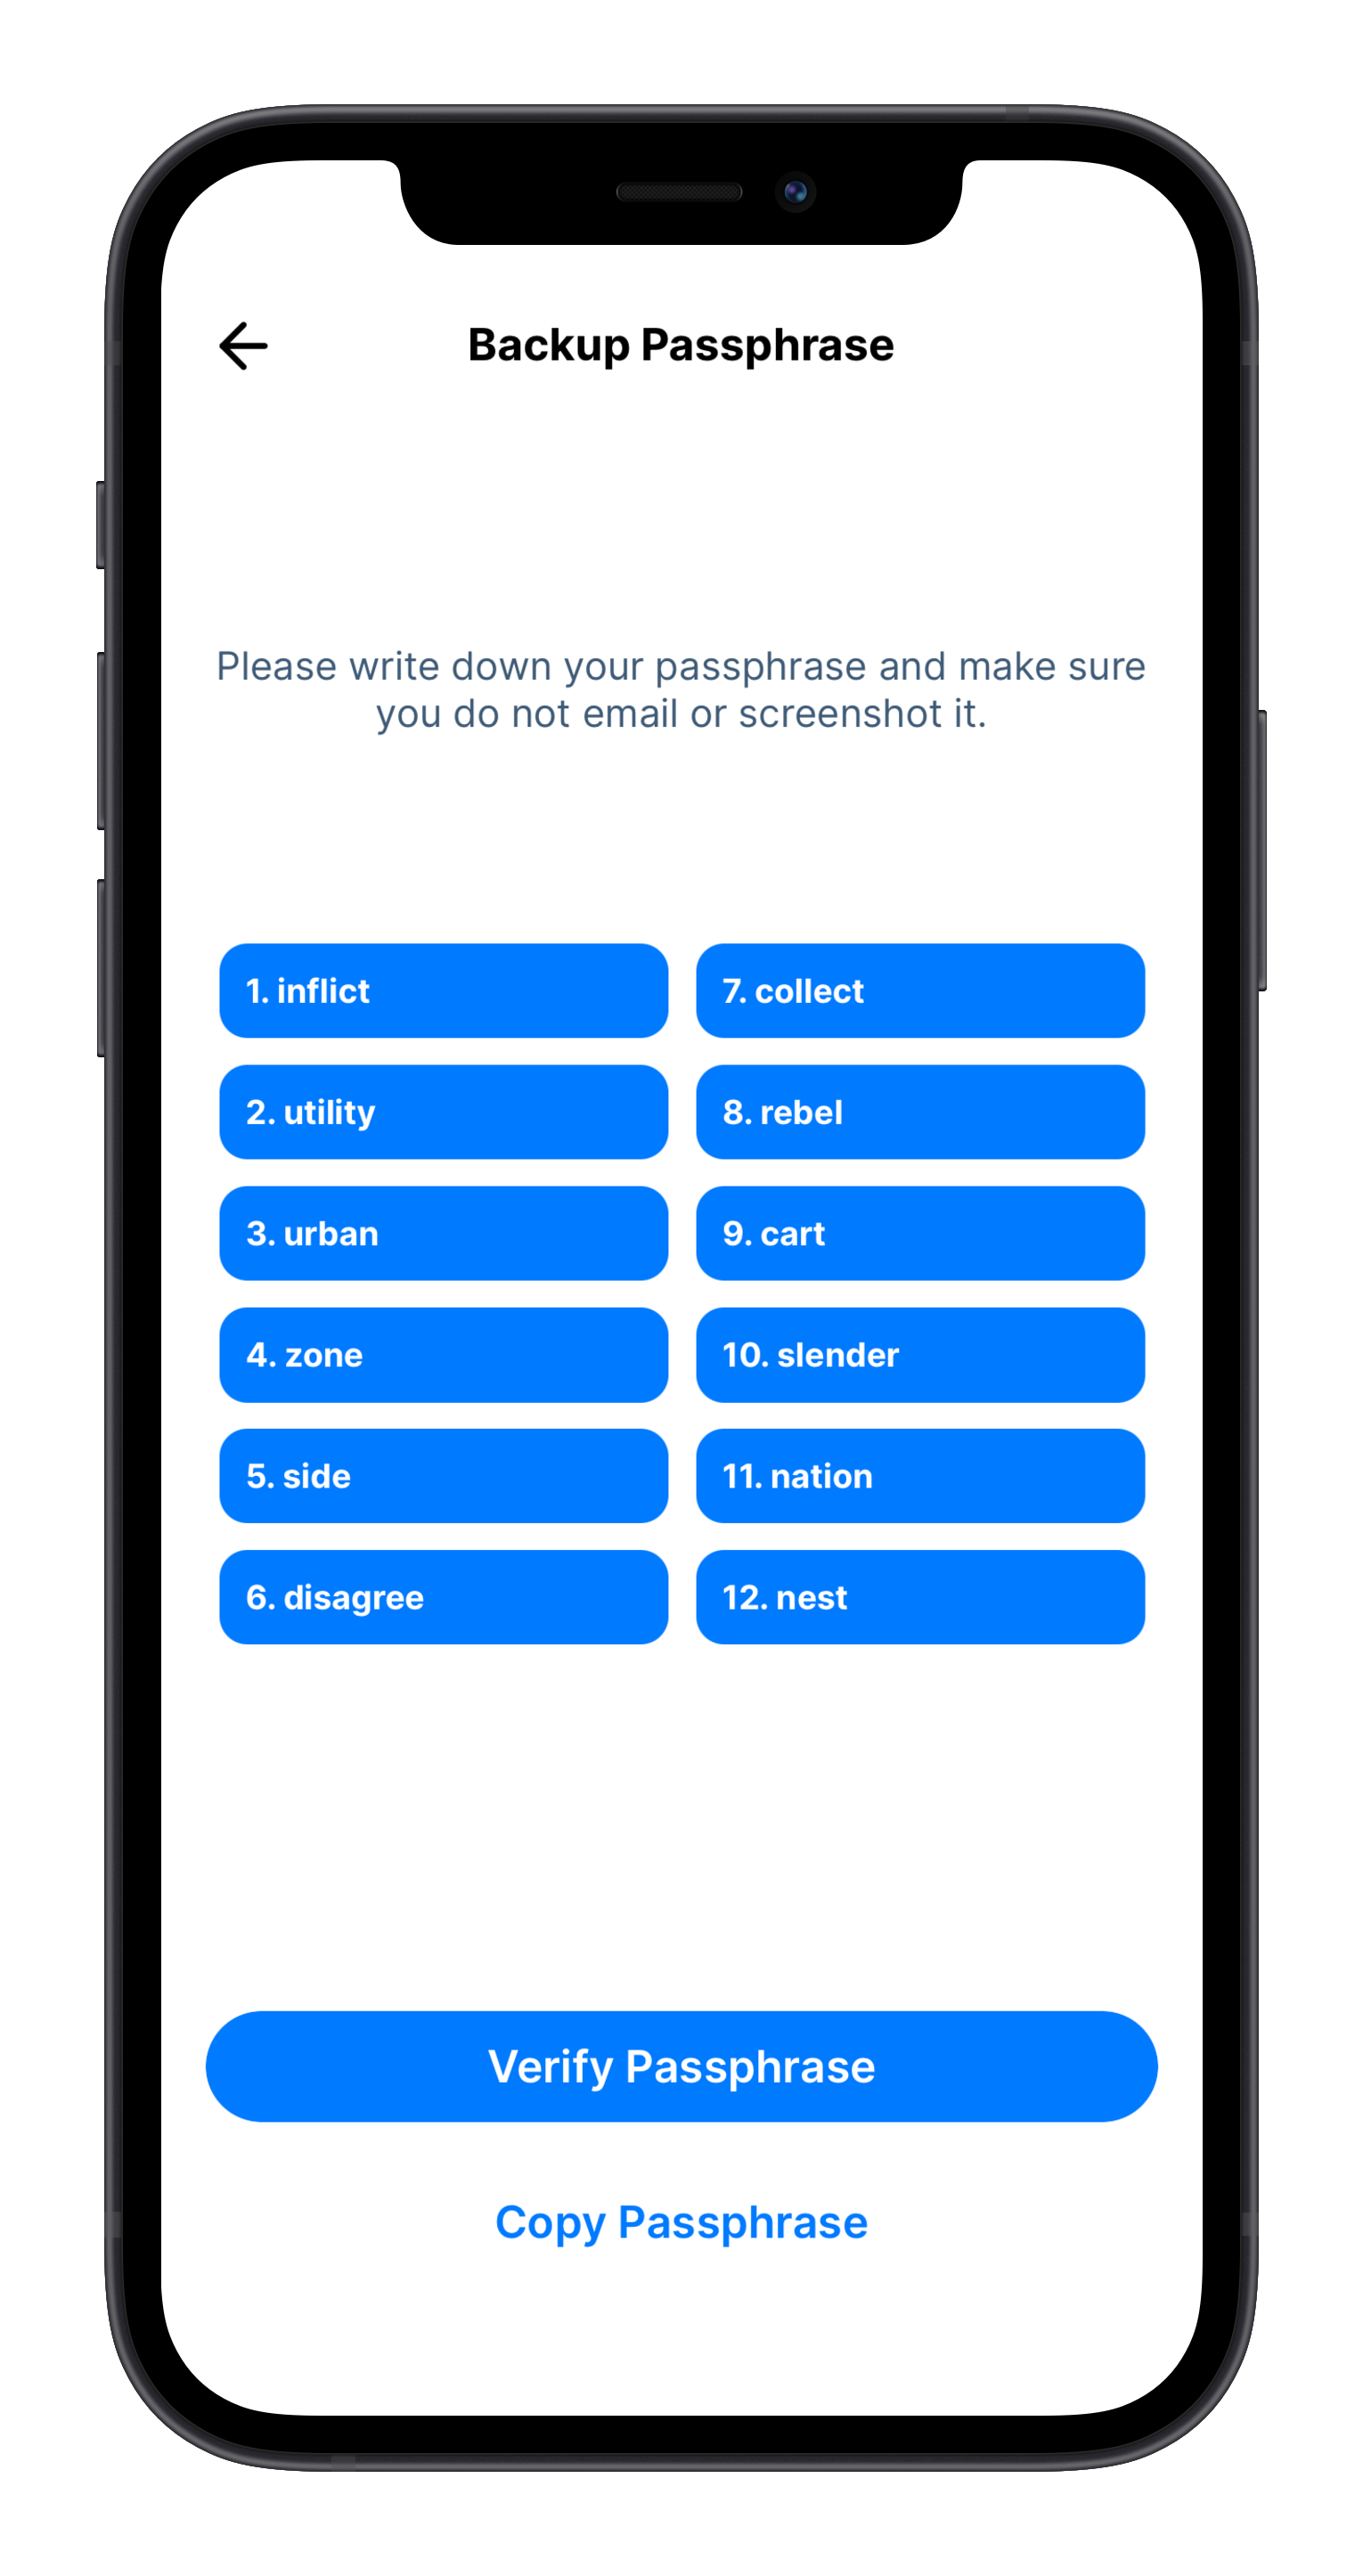 Backup Passphrase
Please write down your passphrase and make sure
you do not email or screenshot it.
1. inflict
2. utility
3. urban
4. zone
5. side
6. disagree
7. collect
8. rebel
9. cart
10. slender
11. nation
12. nest
Verify Passphrase
Copy Passphrase